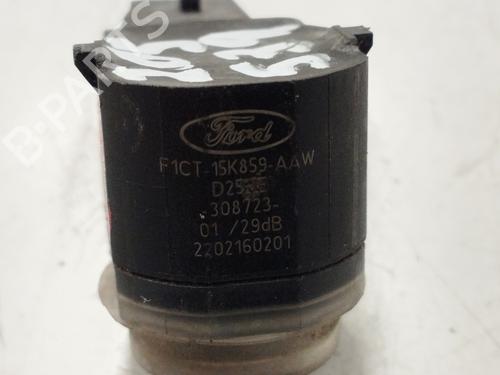 Ford
F1CT-15K859-AAW
-308723-
01 /29dB
2202160201
B-PARTS